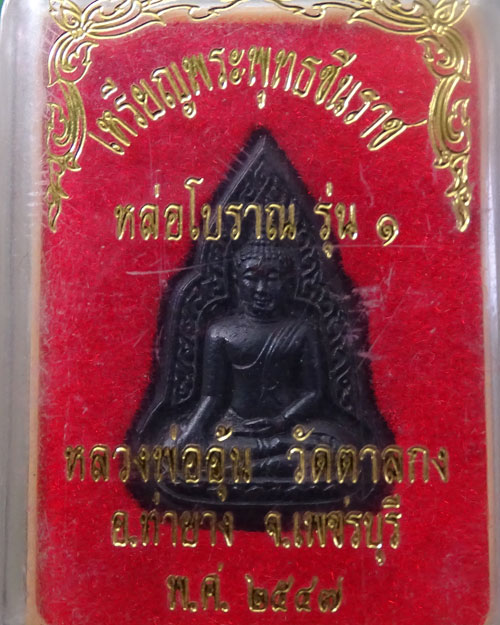 เหรียญพระพุทธชินราช
หล่อโบราณ รุ่น ๑
หลวงพ่ออุ้น วัดตาลกง
อ.ท่ายาง จ.เพชรบุรี
พ.ศ. ๒๕๔๗